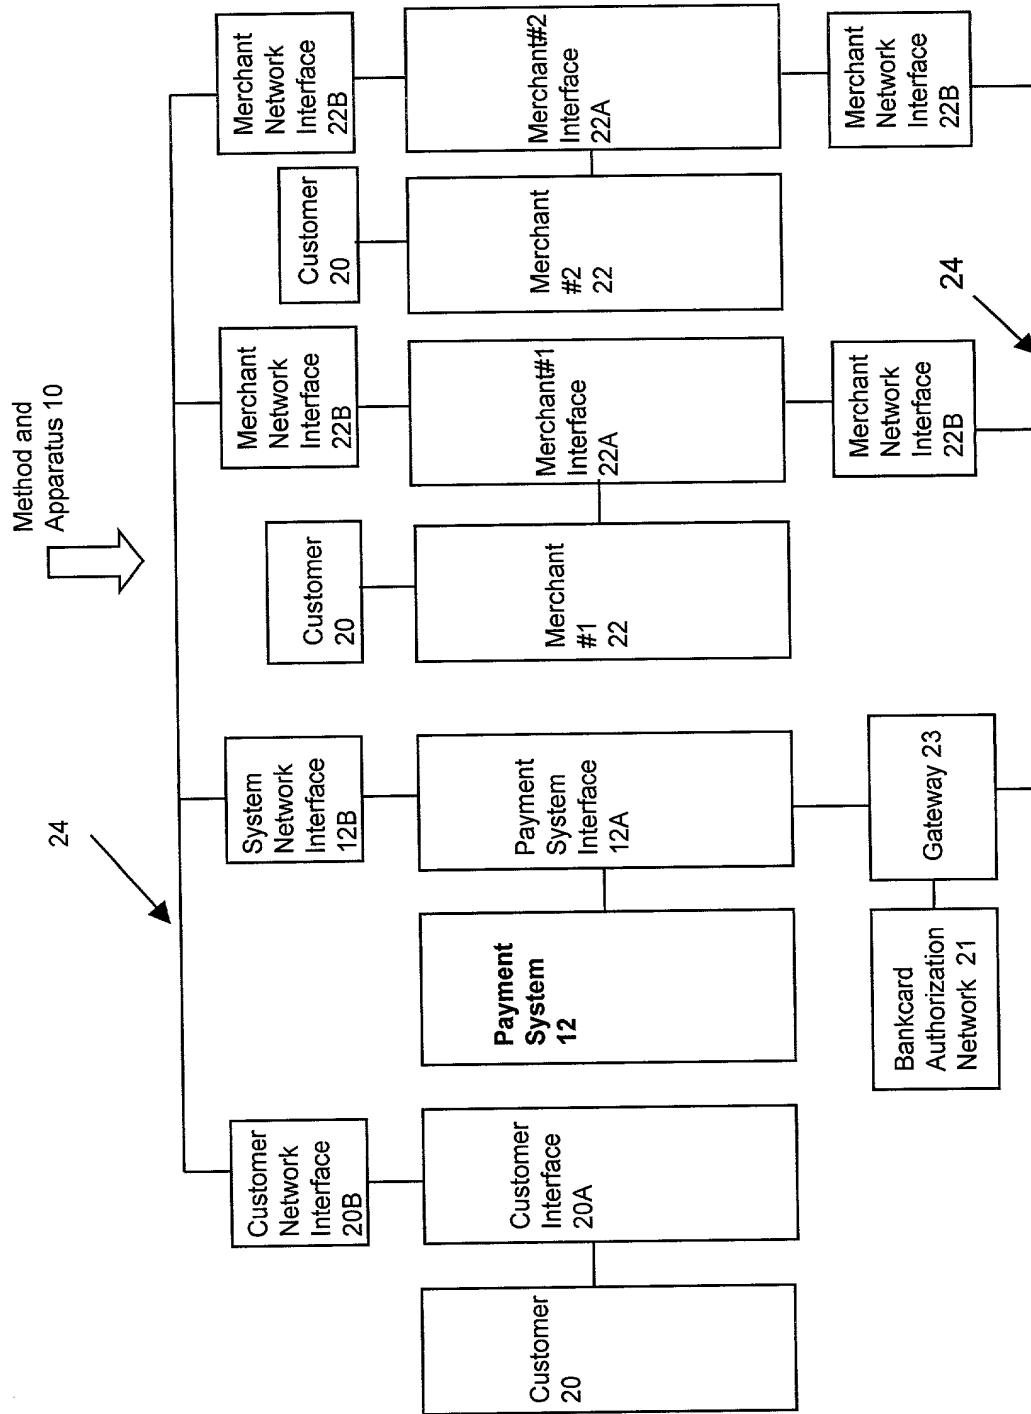 Method and
Apparatus 10
24
Customer
Network
Interface
20B
System
Network
Interface
12B
Merchant
Network
Interface
22B
Merchant
Network
Interface
22B
Customer
20
Customer
20
Customer
20
Customer
Interface
20A
Payment
System
12
Payment
System
Interface
12A
Merchant
#1
22
Merchant#1
Interface
22A
Merchant
#2
22
Merchant#2
Interface
22A
Bankcard
Authorization
Network 21
Gateway 23
Merchant
Network
Interface
22B
Merchant
Network
Interface
22B
24